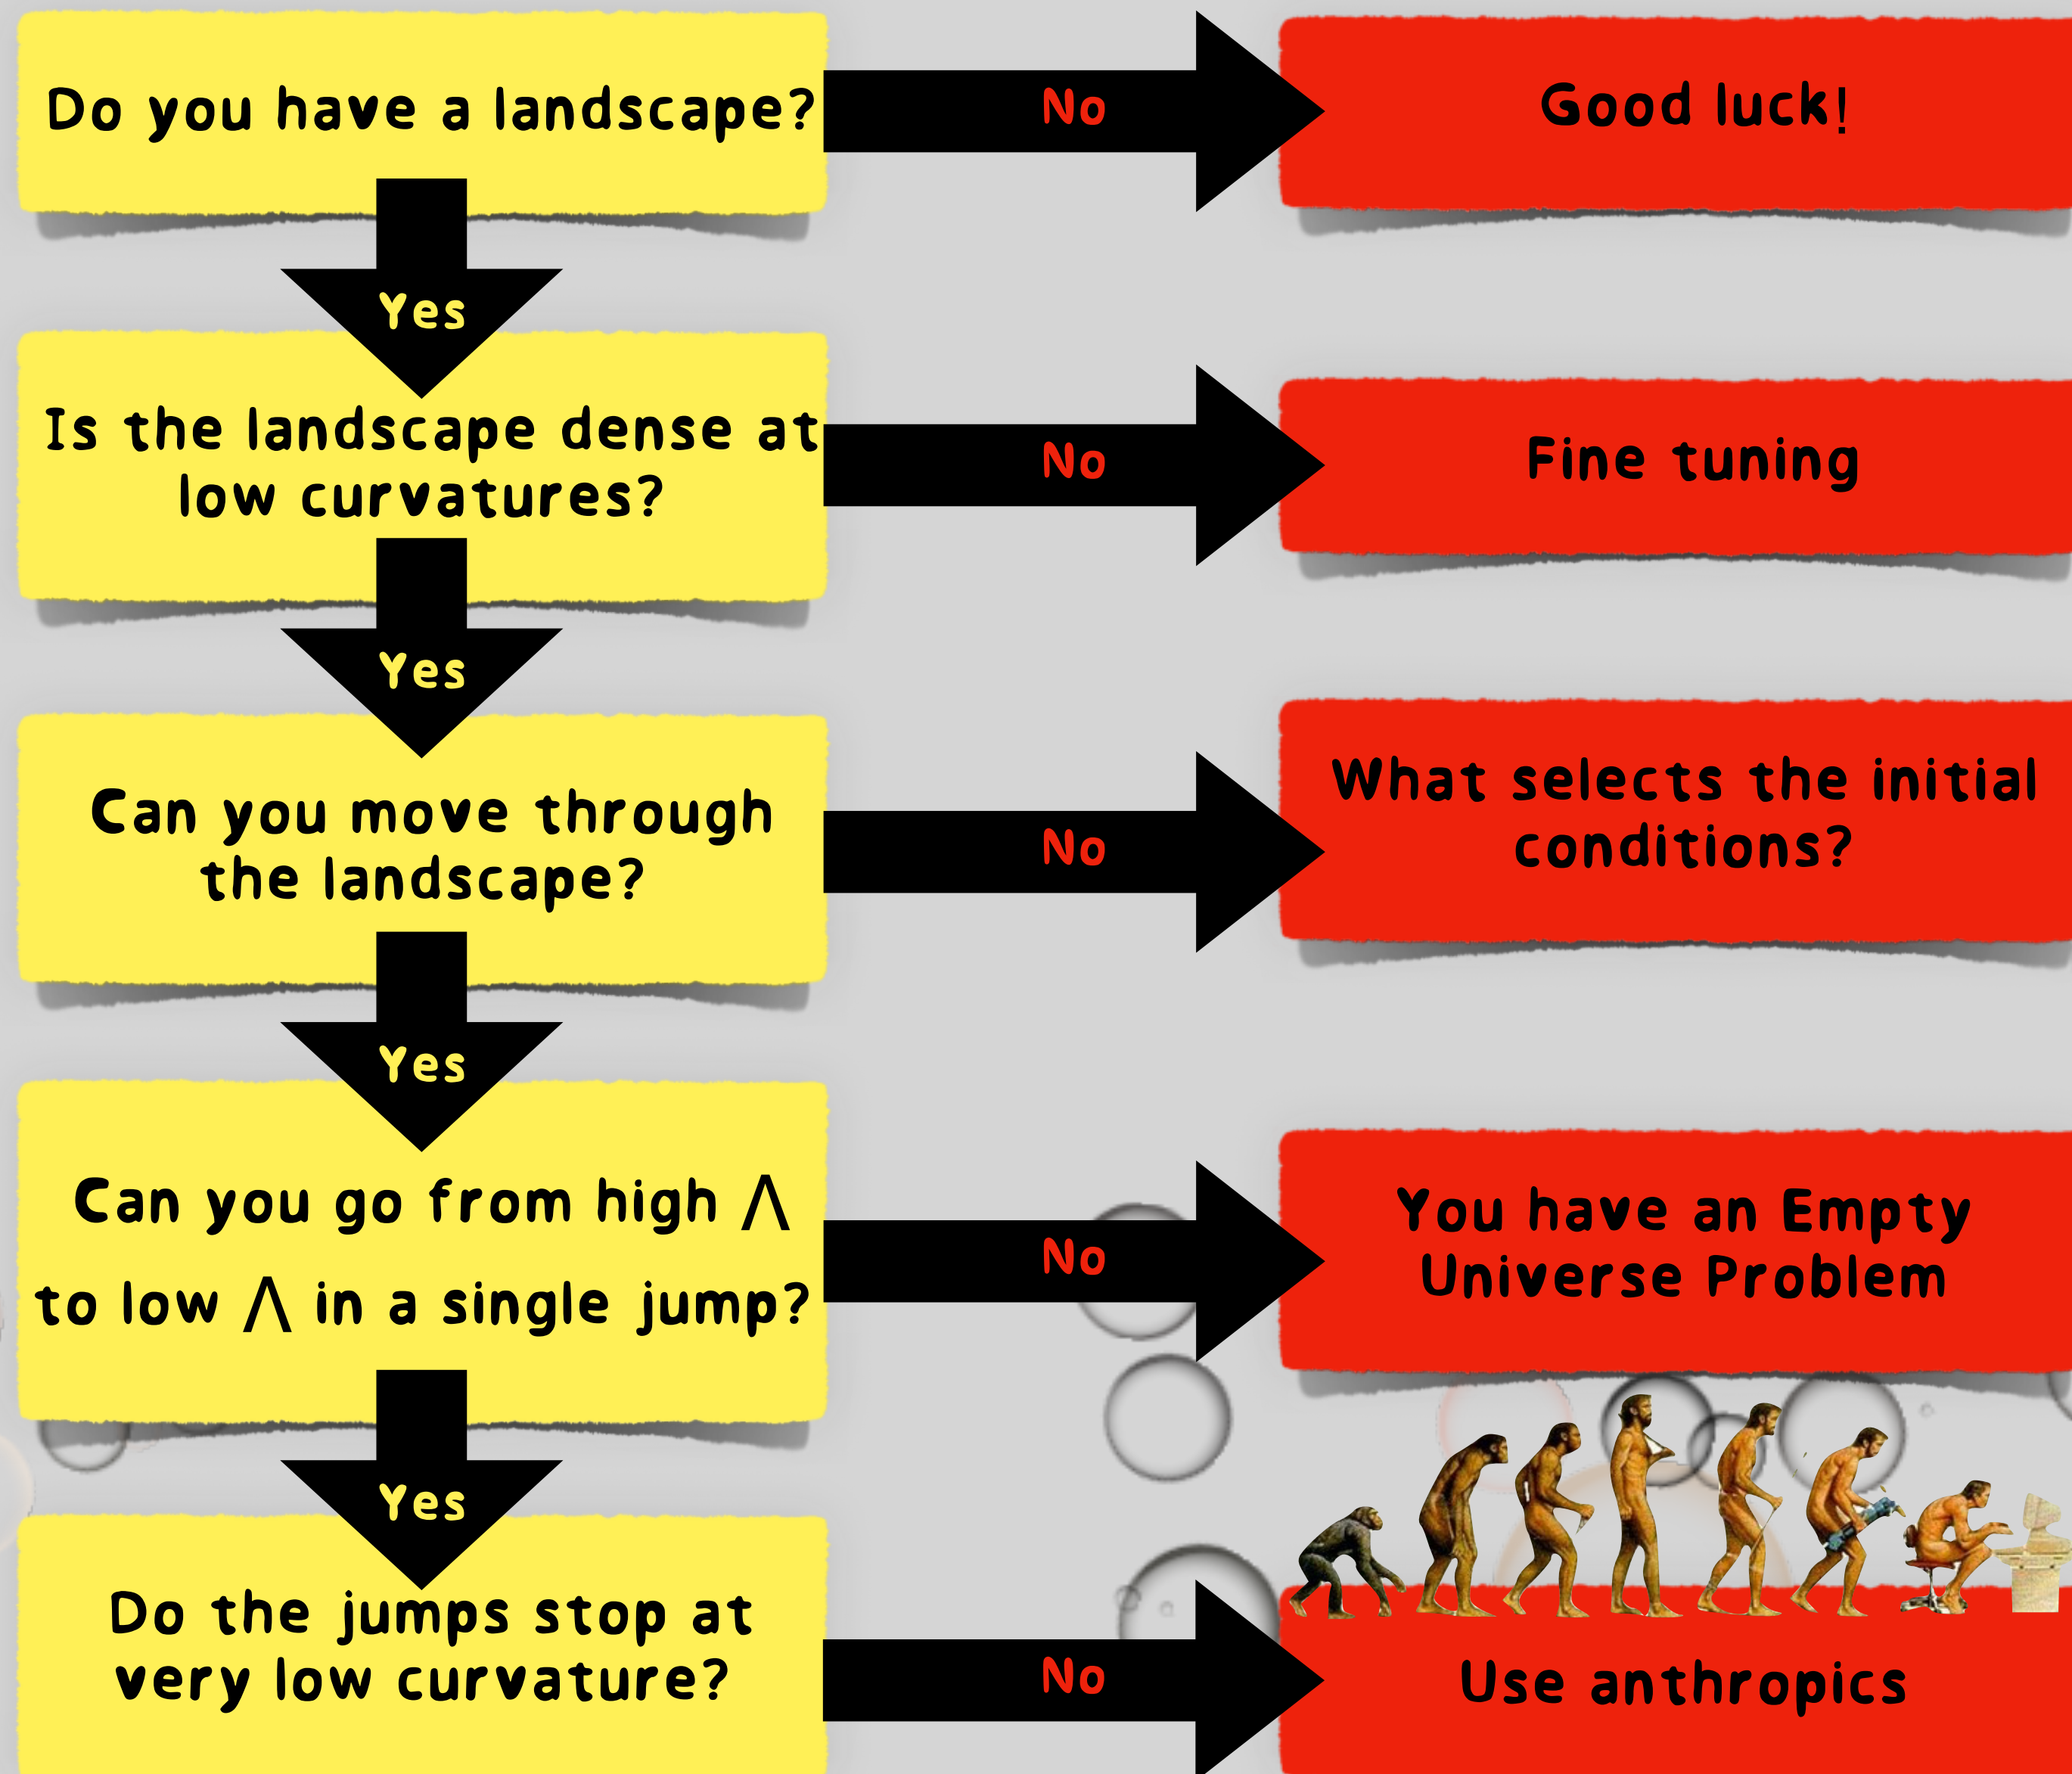 Do you have a landscape?
No
Good luck!
Yes
Is the landscape dense at
low curvatures?
No
Fine tuning
Yes
Can you move through
the landscape?
No
What selects the initial
conditions?
Yes
Can you go from high Λ
to low Λ in a single jump?
No
You have an Empty
Universe Problem
Yes
Do the jumps stop at
very low curvature?
No
Use anthropics